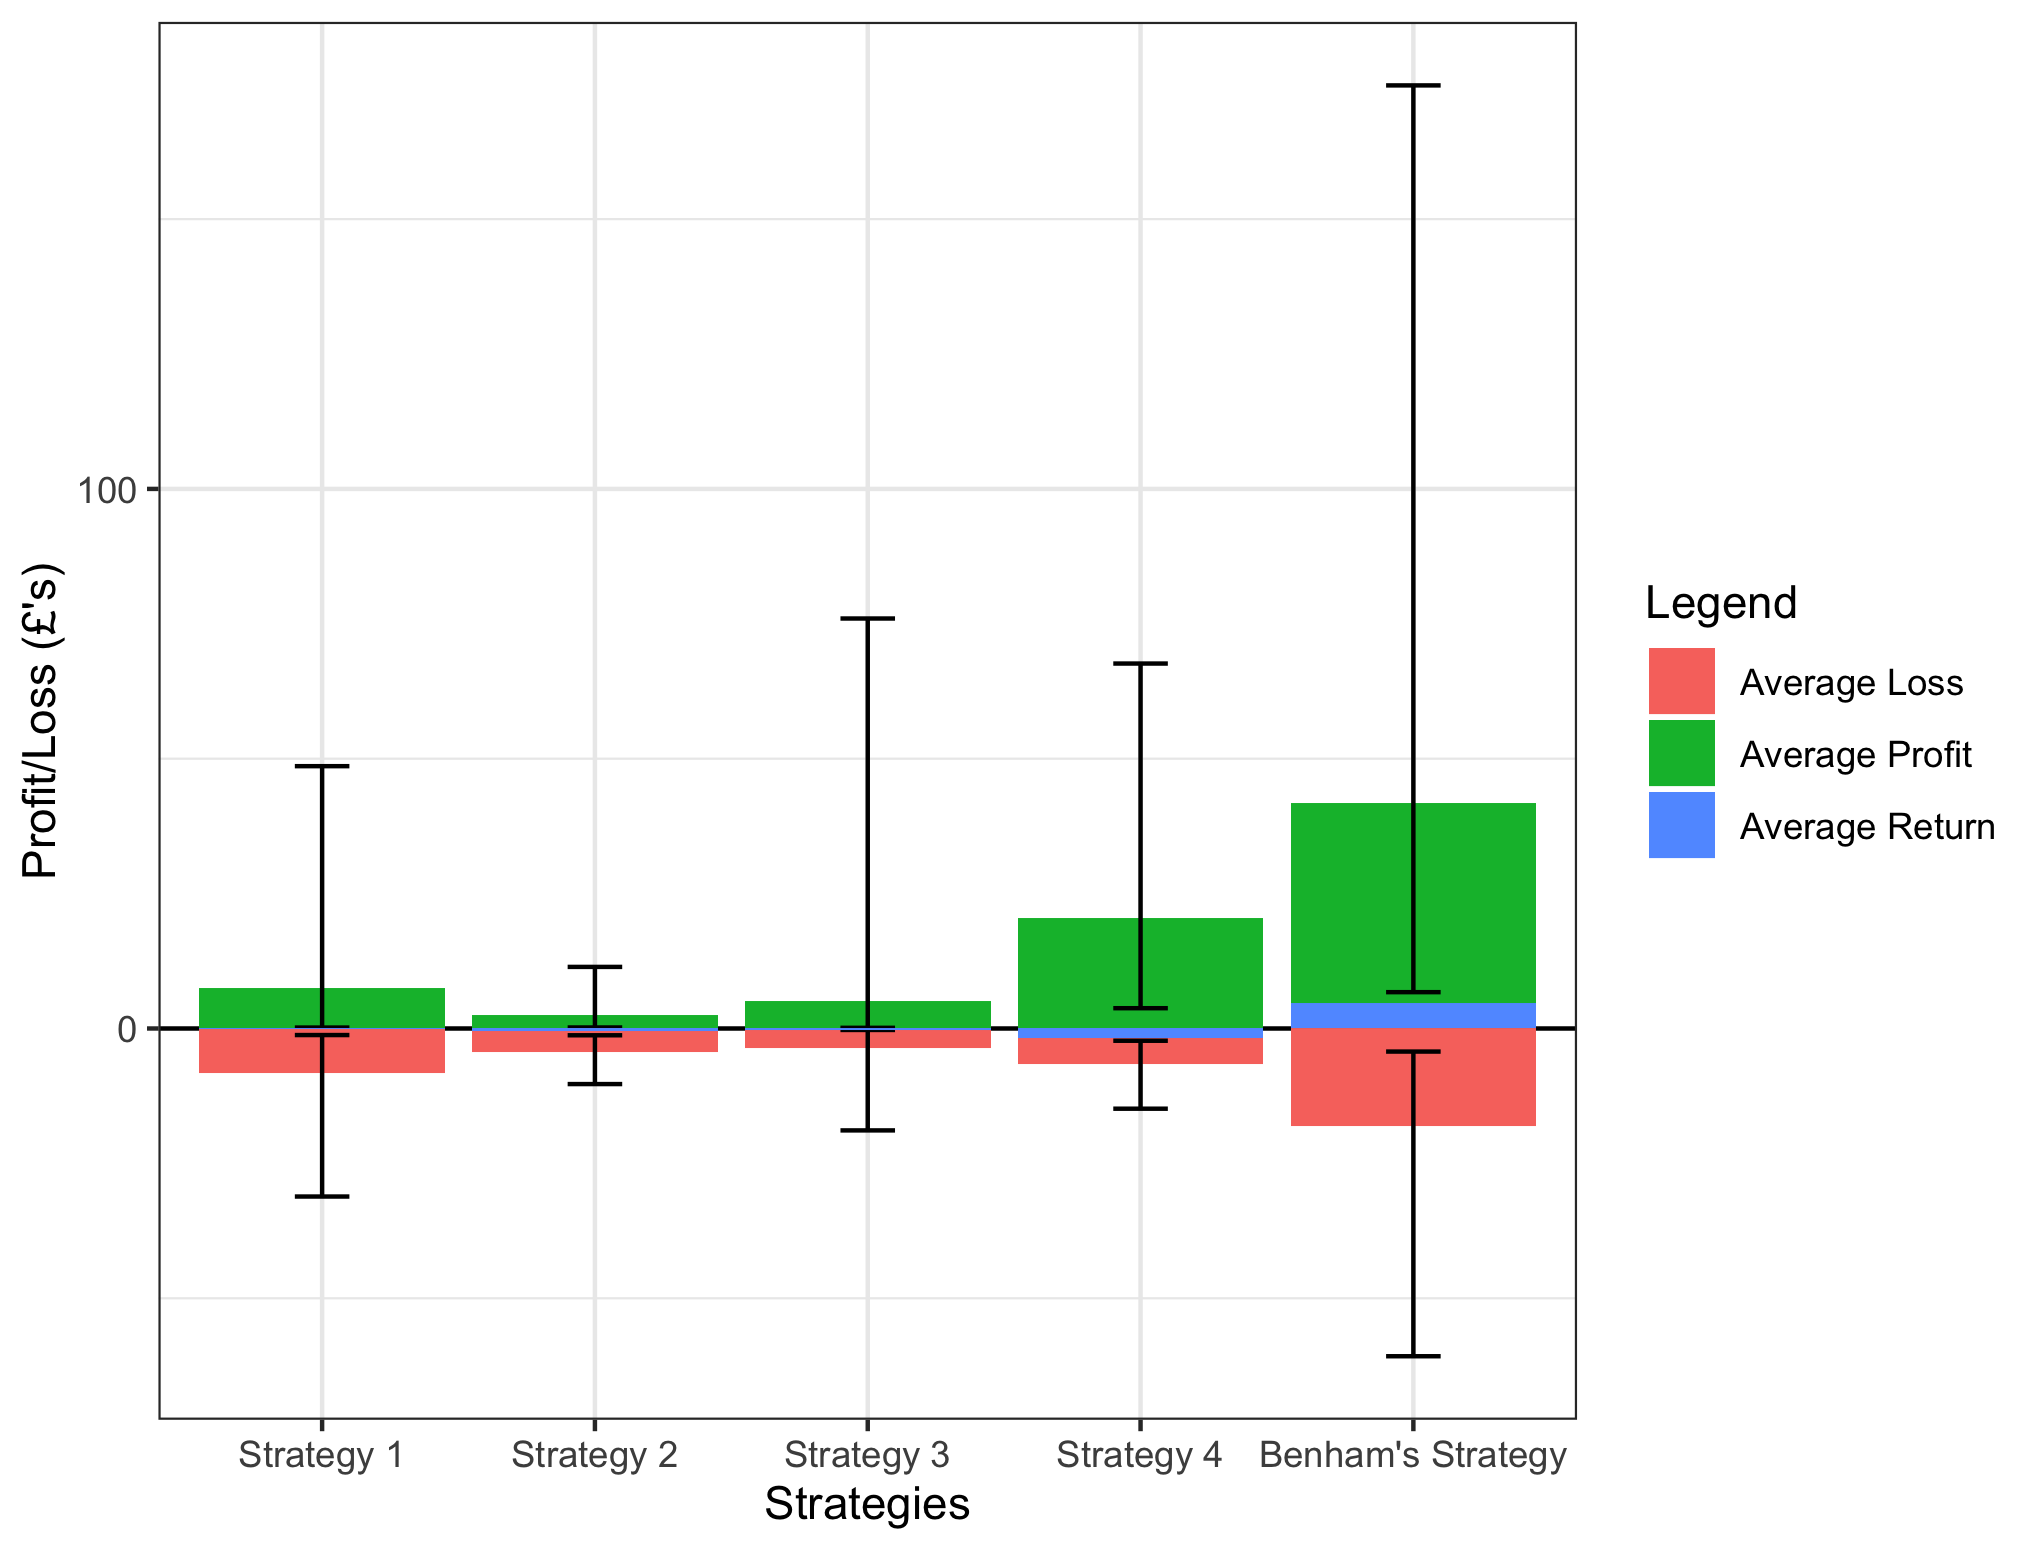 Profit/Loss (£'s)
100
0
Strategy 1
Strategy 2
Strategy 3
Strategy 4
Benham's Strategy
Strategies
Legend
Average Loss
Average Profit
Average Return